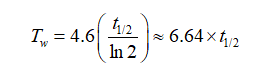 T_w = 4.6 ( t_{1/2} / ln 2 ) ≈ 6.64 × t_{1/2}